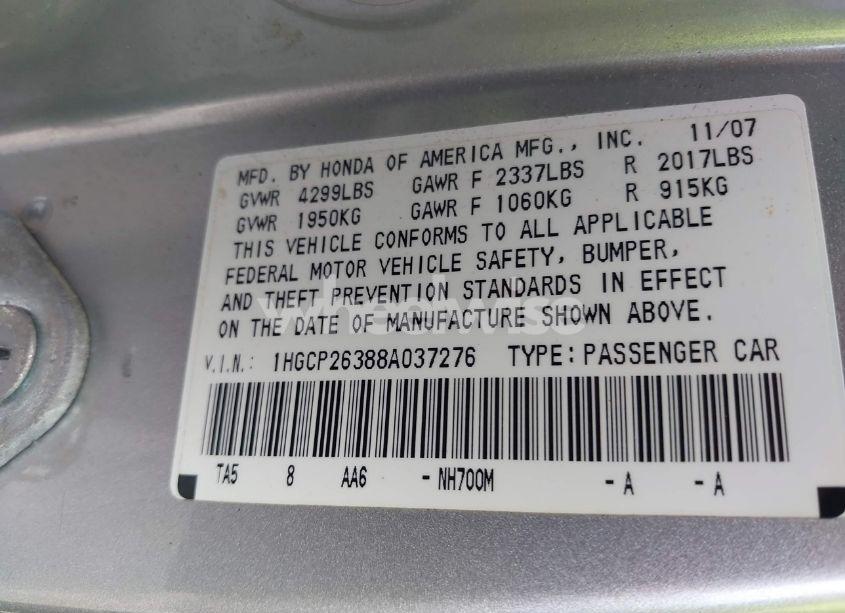 MFD. BY HONDA OF AMERICA MFG., INC. 11/07
GVWR 4299LBS GAWR F 2337LBS R 2017LBS
GVWR 1950KG GAWR F 1060KG R 915KG
THIS VEHICLE CONFORMS TO ALL APPLICABLE
FEDERAL MOTOR VEHICLE SAFETY, BUMPER,
AND THEFT PREVENTION STANDARDS IN EFFECT
ON THE DATE OF MANUFACTURE SHOWN ABOVE.
V.I.N.: 1HGCP26388A037276 TYPE: PASSENGER CAR
TA5 8 AA6 - NH700M - A - A